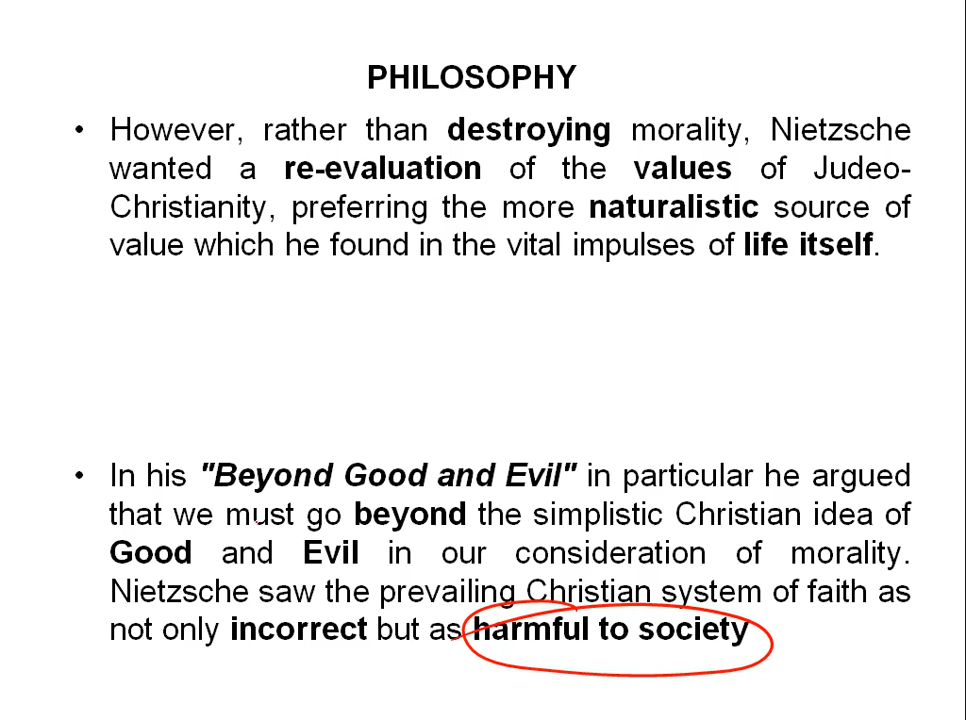 PHILOSOPHY
• However, rather than destroying morality, Nietzsche
wanted a re-evaluation of the values of Judeo-
Christianity, preferring the more naturalistic source of
value which he found in the vital impulses of life itself.
• In his "Beyond Good and Evil" in particular he argued
that we must go beyond the simplistic Christian idea of
Good and Evil in our consideration of morality.
Nietzsche saw the prevailing Christian system of faith as
not only incorrect but as harmful to society